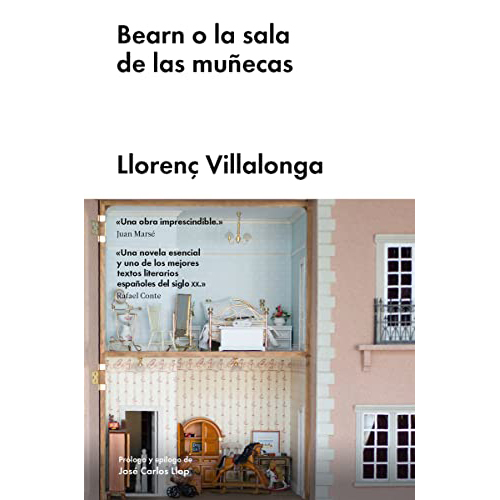 Bearn o la sala
de las muñecas
Llorenç Villalonga
«Una obra imprescindible.»
Juan Marsé
«Una novela esencial
y uno de los mejores
textos literarios
españoles del siglo XX.»
Rafael Conte
Prólogo y epílogo de
José Carlos Llop